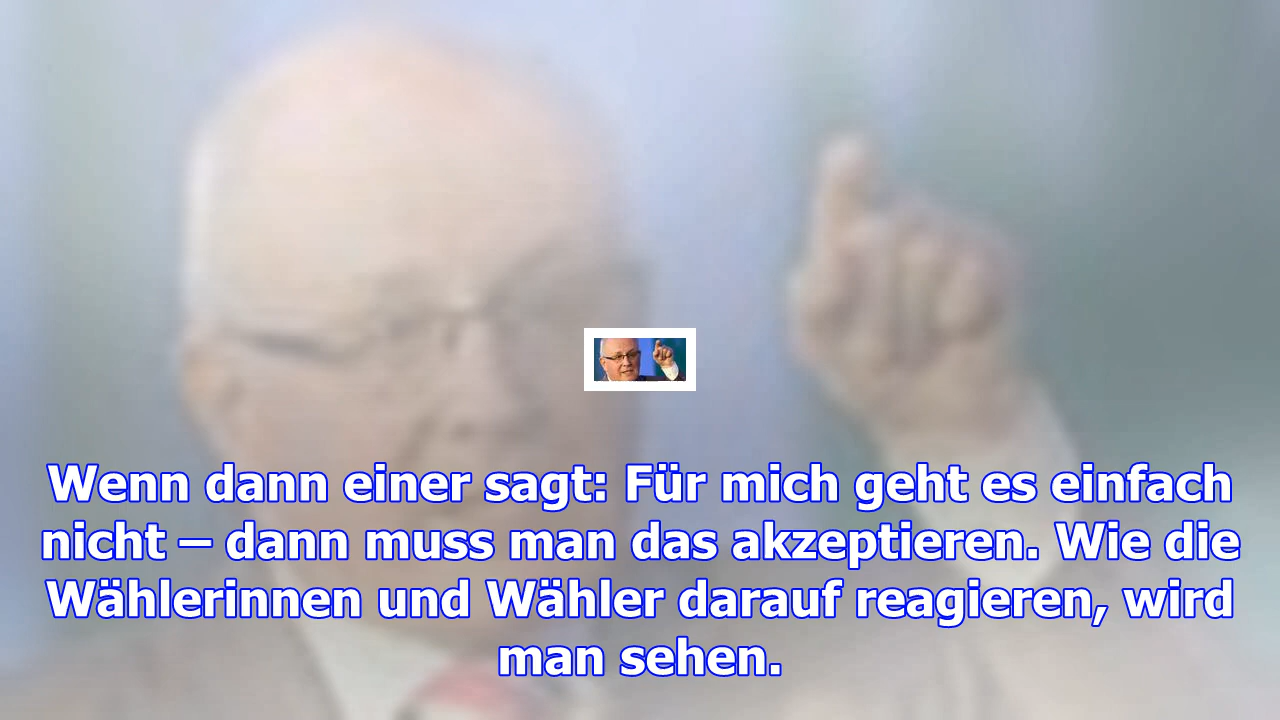 Wenn dann einer sagt: Für mich geht es einfach
nicht – dann muss man das akzeptieren. Wie die
Wählerinnen und Wähler darauf reagieren, wird
man sehen.